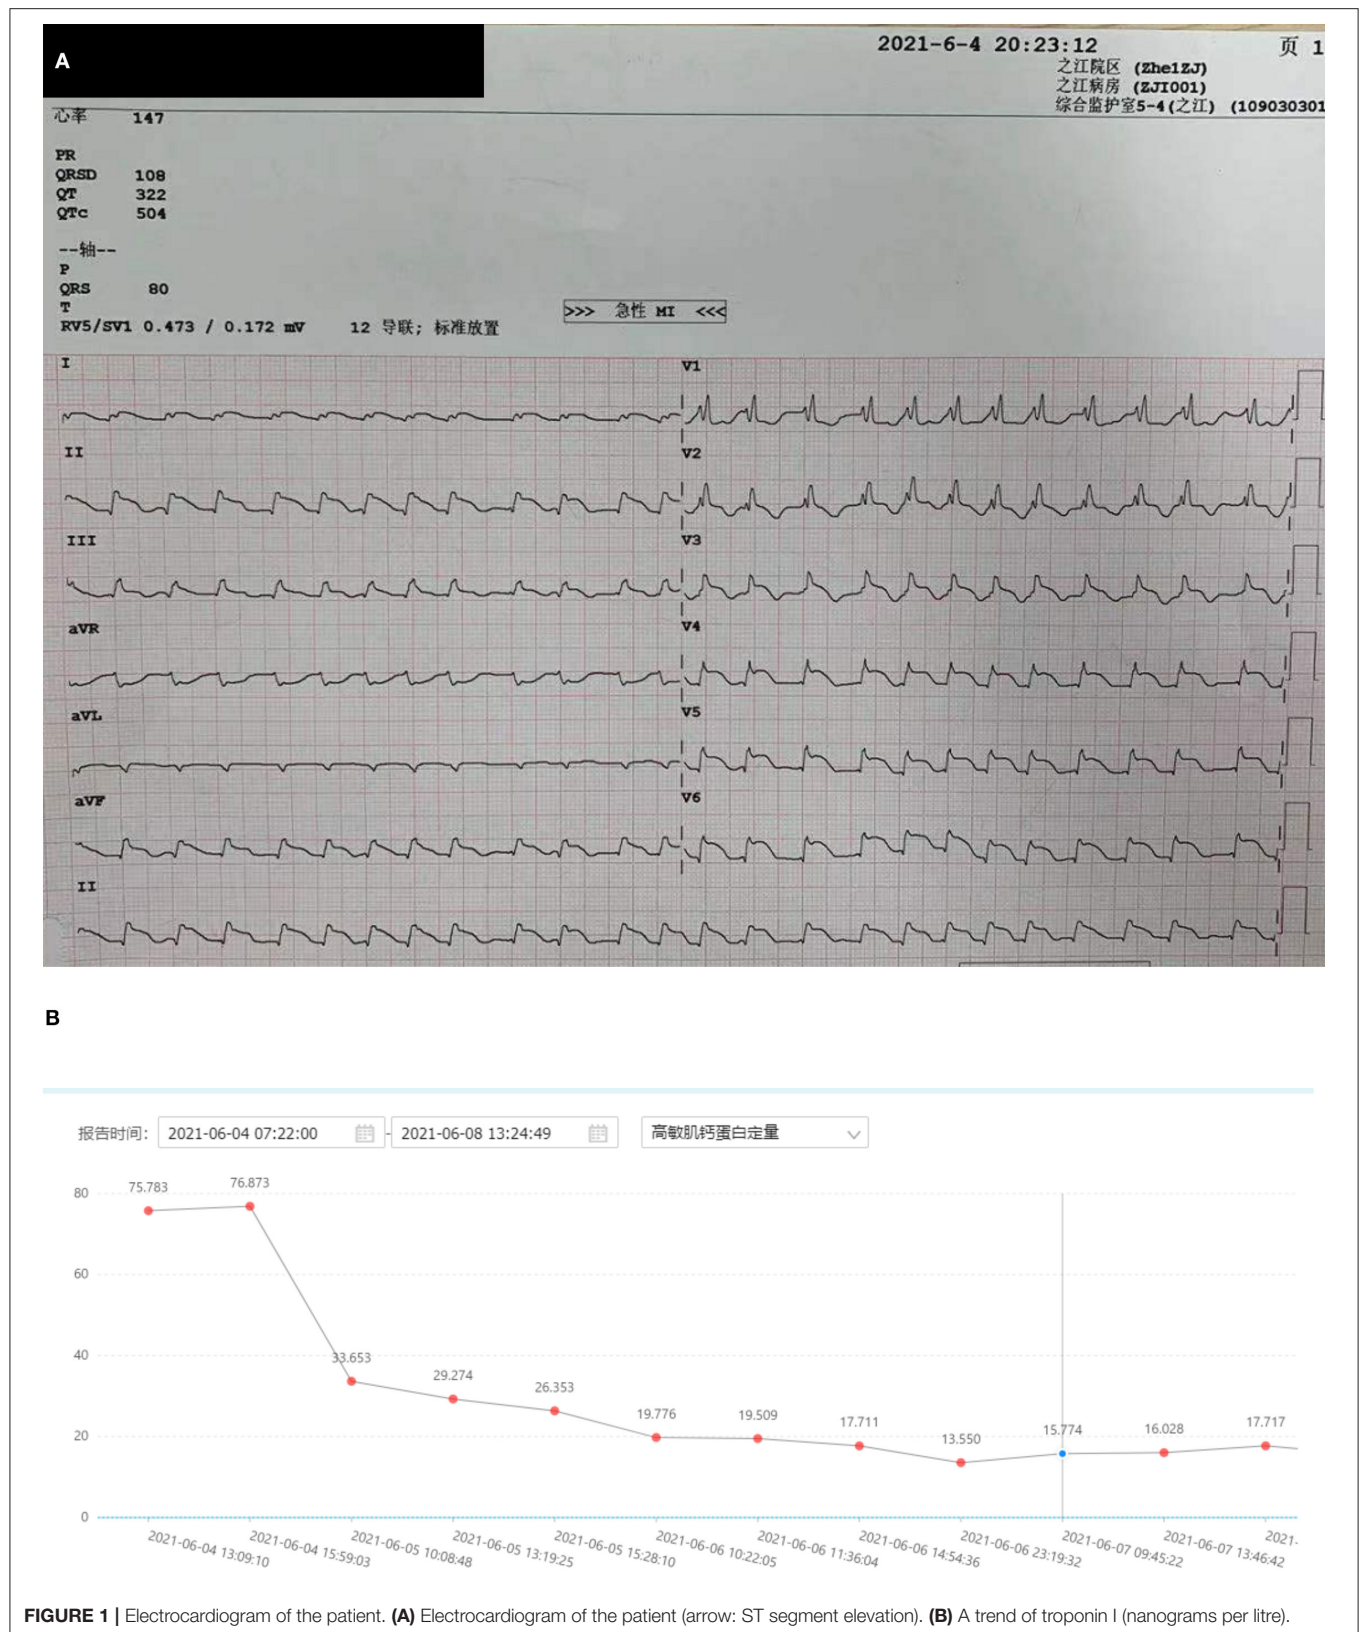 A
2021-6-4 20:23:12 页 1
之江院区 (Zhe1ZJ)
之江病房 (ZJI001)
综合监护室5-4(之江) (109030301
心率 147
PR
QRSD 108
QT 322
QTc 504
--轴--
P
QRS 80
T
>>> 急性 MI <<<
RV5/SV1 0.473 / 0.172 mV 12 导联; 标准放置
I V1
II V2
III V3
aVR V4
aVL V5
aVF V6
II
B
报告时间: 2021-06-04 07:22:00 - 2021-06-08 13:24:49 高敏肌钙蛋白定量
80
60
40
20
0
75.783 76.873 33.653 29.274 26.353 19.776 19.509 17.711 13.550 15.774 16.028 17.717
2021-06-04 13:09:10
2021-06-04 15:59:03
2021-06-05 10:08:48
2021-06-05 13:19:25
2021-06-05 15:28:10
2021-06-06 10:22:05
2021-06-06 11:36:04
2021-06-06 14:54:36
2021-06-06 23:19:32
2021-06-07 09:45:22
2021-06-07 13:46:42
2021-
FIGURE 1 | Electrocardiogram of the patient. (A) Electrocardiogram of the patient (arrow: ST segment elevation). (B) A trend of troponin I (nanograms per litre).